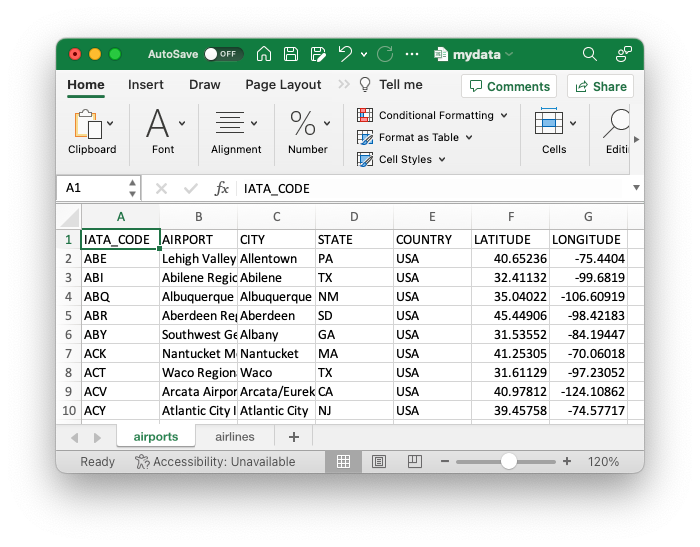 AutoSave OFF mydata
Home Insert Draw Page Layout Tell me Comments Share
Clipboard Font Alignment Number Conditional Formatting Format as Table Cell Styles Cells Editi
A1 fx IATA_CODE
A B C D E F G
1 IATA_CODE AIRPORT CITY STATE COUNTRY LATITUDE LONGITUDE
2 ABE Lehigh Valley Allentown PA USA 40.65236 -75.4404
3 ABI Abilene Regic Abilene TX USA 32.41132 -99.6819
4 ABQ Albuquerque Albuquerque NM USA 35.04022 -106.60919
5 ABR Aberdeen Reg Aberdeen SD USA 45.44906 -98.42183
6 ABY Southwest Ge Albany GA USA 31.53552 -84.19447
7 ACK Nantucket M Nantucket MA USA 41.25305 -70.06018
8 ACT Waco Region Waco TX USA 31.61129 -97.23052
9 ACV Arcata Airpor Arcata/Eurek CA USA 40.97812 -124.10862
10 ACY Atlantic City I Atlantic City NJ USA 39.45758 -74.57717
airports airlines +
Ready Accessibility: Unavailable 120%